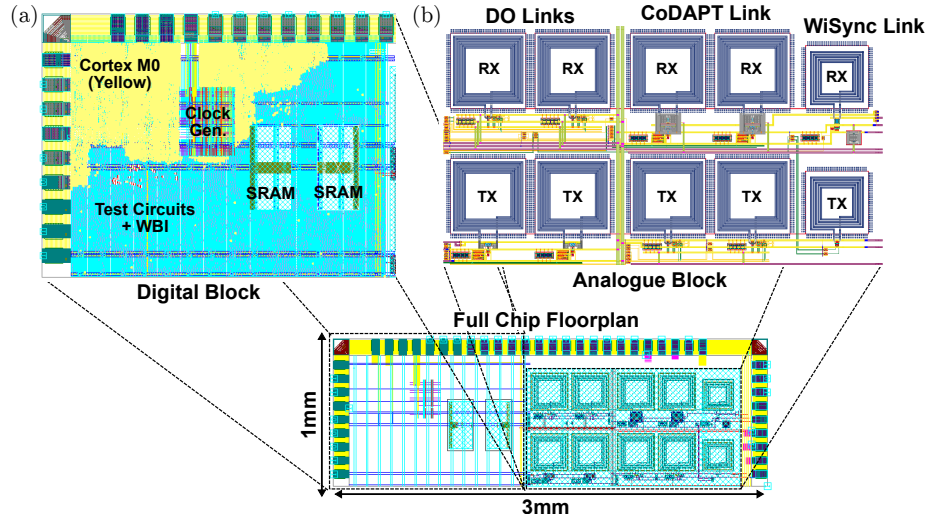 (a)
Cortex M0
(Yellow)
Clock
Gen.
SRAM
SRAM
Test Circuits
+ WBI
Digital Block
(b)
DO Links
CoDAPT Link
WiSync Link
RX
RX
RX
RX
RX
TX
TX
TX
TX
TX
Analogue Block
Full Chip Floorplan
1mm
3mm